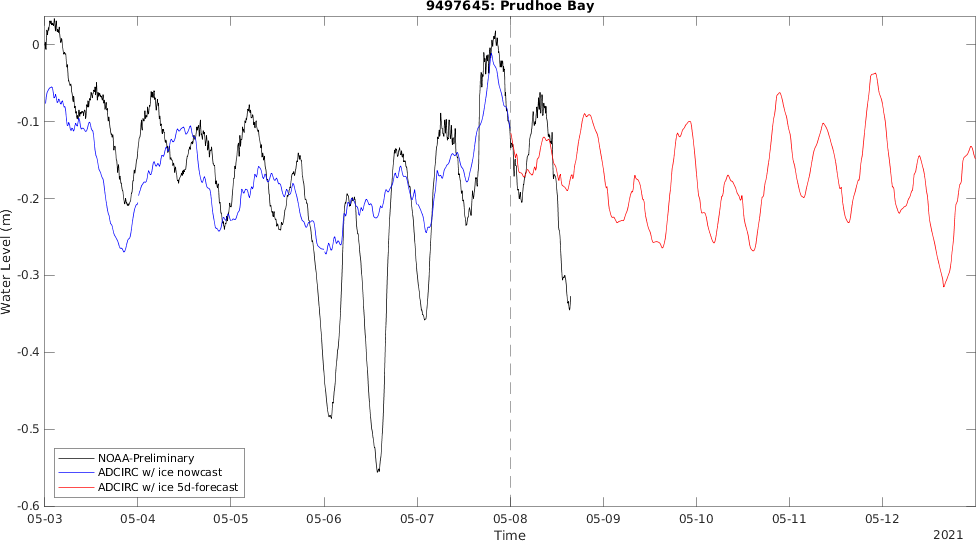 9497645: Prudhoe Bay
Water Level (m)
0
-0.1
-0.2
-0.3
-0.4
-0.5
-0.6
NOAA-Preliminary
ADCIRC w/ ice nowcast
ADCIRC w/ ice 5d-forecast
05-03 05-04 05-05 05-06 05-07 05-08 05-09 05-10 05-11 05-12
Time
2021